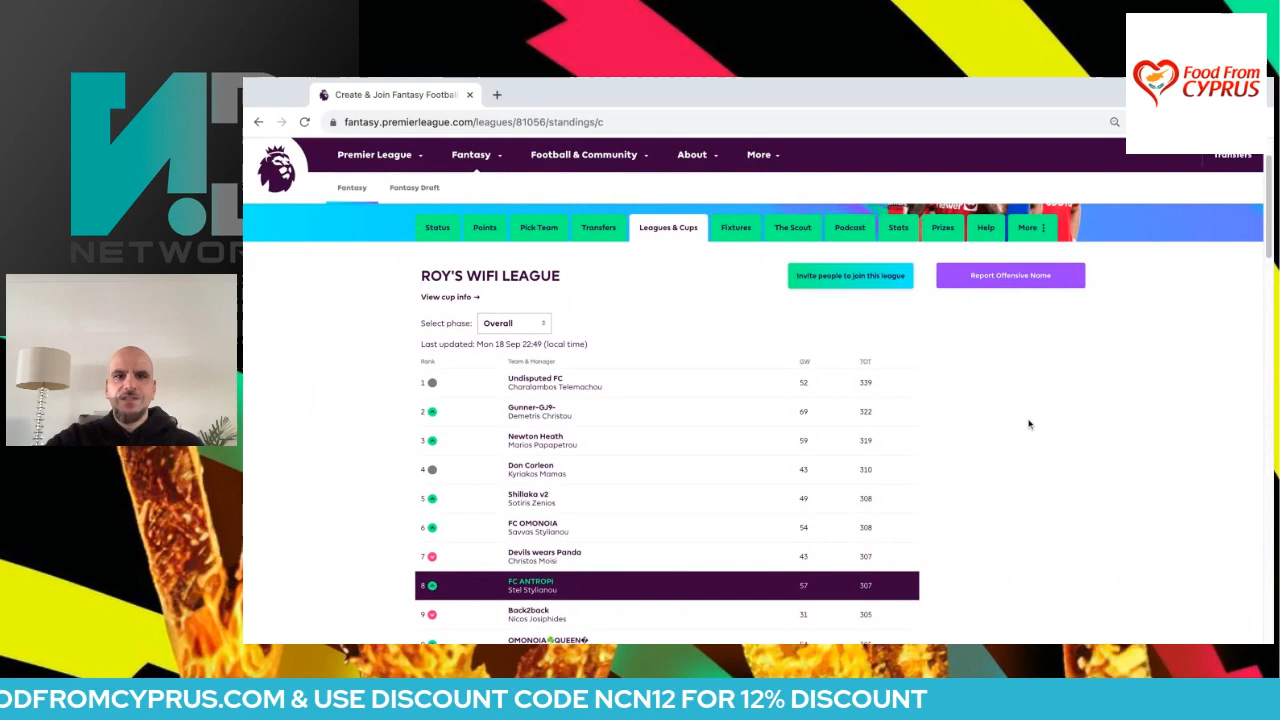 Food From
CYPRUS
NETWOR
Create & Join Fantasy Football
fantasy.premierleague.com/leagues/81056/standings/c
Premier League
Fantasy
Football & Community
About
More
Transfers
Fantasy
Fantasy Draft
Status
Points
Pick Team
Transfers
Leagues & Cups
Fixtures
The Scout
Podcast
Stats
Prizes
Help
More
ROY'S WIFI LEAGUE
Invite people to join this league
Report Offensive Name
View cup info →
Select phase: Overall
Last updated: Mon 18 Sep 22:49 (local time)
Rank Team & Manager GW TOT
1 Undisputed FC 52 339
Charalambos Telemachou
2 Gunner-GJ9- 69 322
Demetris Christou
3 Newton Heath 59 319
Marios Papapetrou
4 Don Corleon 43 310
Kyriakos Mamas
5 Shillaka v2 49 308
Sotiris Zenios
6 FC OMONOIA 54 308
Savvas Stylianou
7 Devils wears Panda 43 307
Christos Moisi
8 FC ANTROPI 57 307
Stel Stylianou
9 Back2back 31 305
Nicos Josiphides
OMONOIA☘QUEEN�
ODFROMCYPRUS.COM & USE DISCOUNT CODE NCN12 FOR 12% DISCOUNT